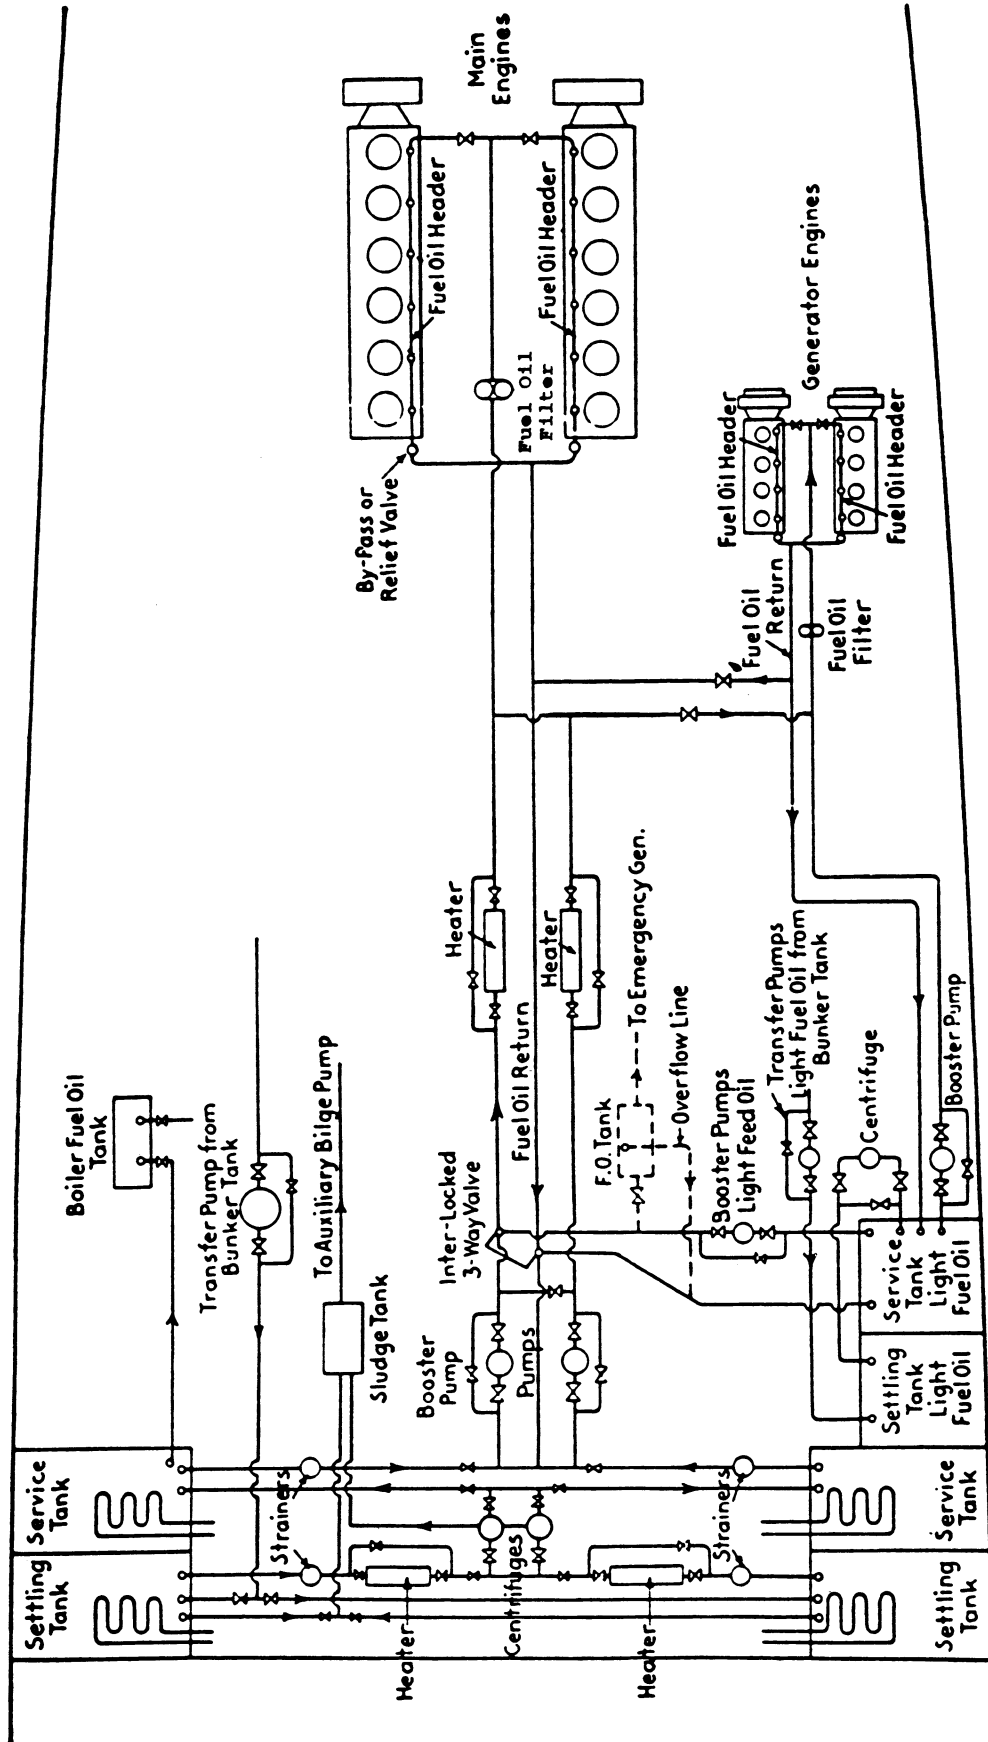 Main
Engines
Fuel Oil Header
Fuel Oil Header
Fuel Oil
Filter
By-Pass or
Relief Valve
Generator Engines
Fuel Oil Header
Fuel Oil Header
Fuel Oil
Return
Fuel Oil
Filter
Heater
Heater
Fuel Oil Return
To Emergency Gen.
Overflow Line
F.O. Tank
Transfer Pumps
Light Fuel Oil from
Bunker Tank
Centrifuge
Booster Pump
Booster Pumps
Light Feed Oil
Inter-Locked
3-Way Valve
Boiler Fuel Oil
Tank
Transfer Pump from
Bunker Tank
To Auxiliary Bilge Pump
Sludge Tank
Booster
Pump
Pumps
Service
Tank
Light
Fuel Oil
Settling
Tank
Light
Fuel Oil
Service
Tank
Settling
Tank
Strainers
Strainers
Heater
Centrifuges
Heater
Service
Tank
Settling
Tank